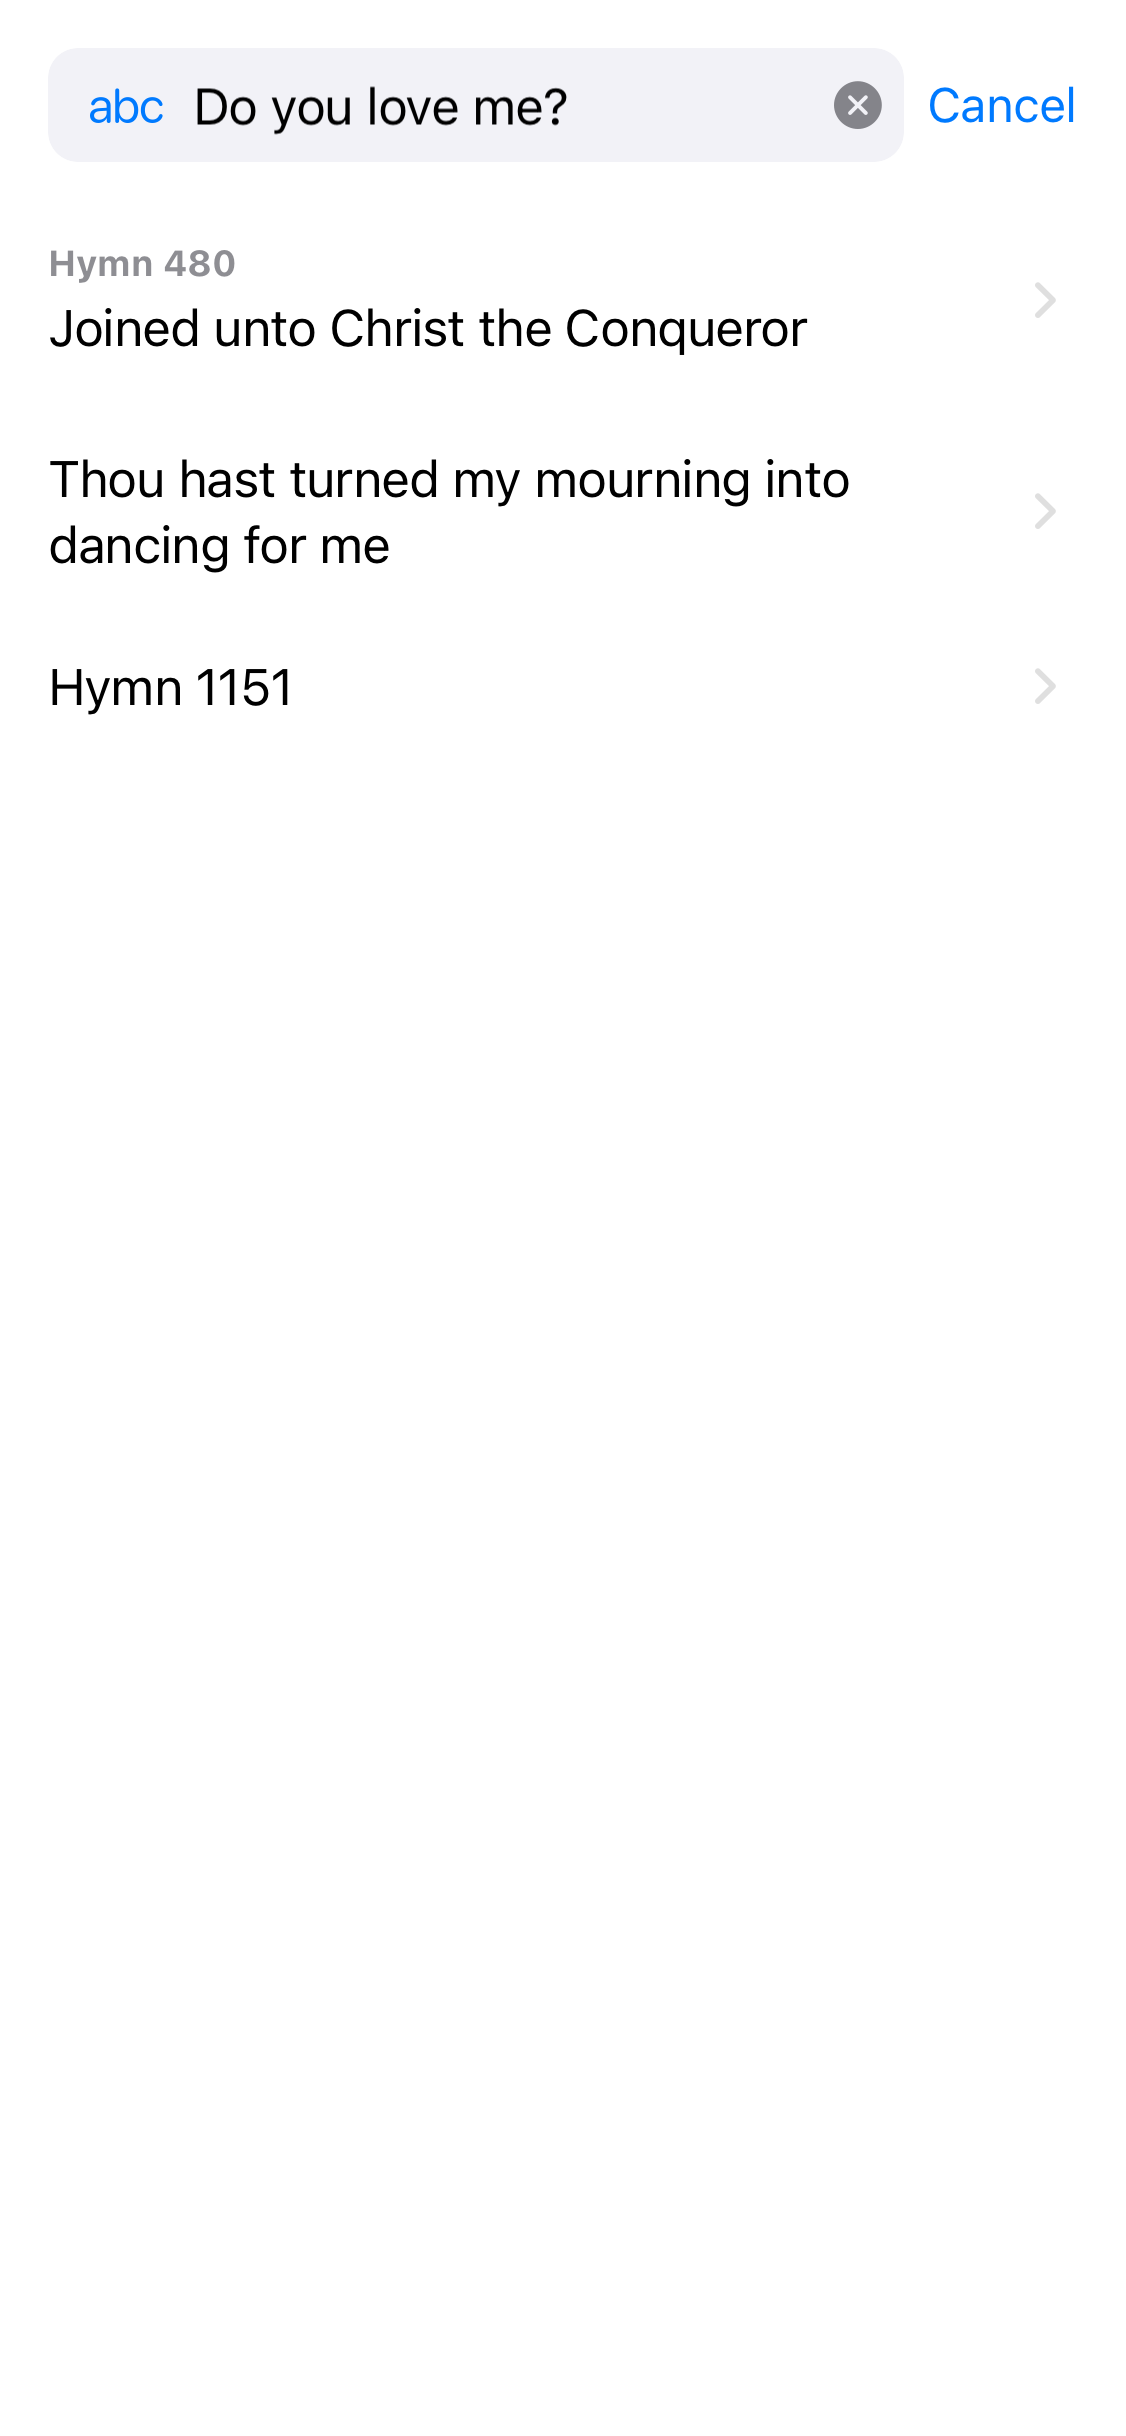 abc Do you love me? Cancel
Hymn 480
Joined unto Christ the Conqueror
Thou hast turned my mourning into
dancing for me
Hymn 1151